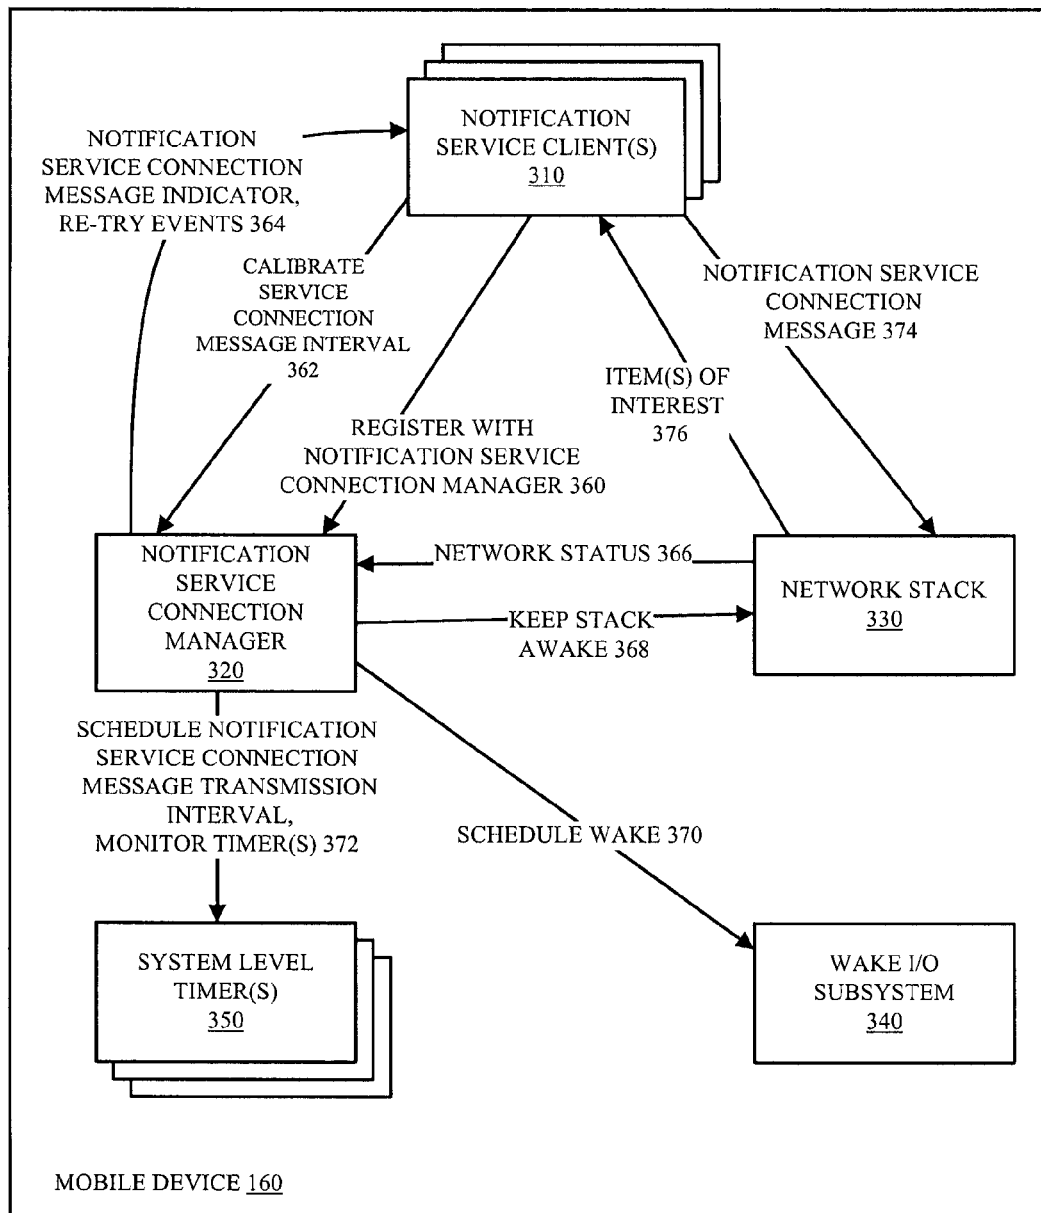 NOTIFICATION
SERVICE CLIENT(S)
310
NOTIFICATION
SERVICE CONNECTION
MESSAGE INDICATOR,
RE-TRY EVENTS 364
CALIBRATE
SERVICE
CONNECTION
MESSAGE INTERVAL
362
NOTIFICATION SERVICE
CONNECTION
MESSAGE 374
ITEM(S) OF
INTEREST
376
REGISTER WITH
NOTIFICATION SERVICE
CONNECTION MANAGER 360
NOTIFICATION
SERVICE
CONNECTION
MANAGER
320
NETWORK STATUS 366
KEEP STACK
AWAKE 368
NETWORK STACK
330
SCHEDULE NOTIFICATION
SERVICE CONNECTION
MESSAGE TRANSMISSION
INTERVAL,
MONITOR TIMER(S) 372
SCHEDULE WAKE 370
SYSTEM LEVEL
TIMER(S)
350
WAKE I/O
SUBSYSTEM
340
MOBILE DEVICE 160